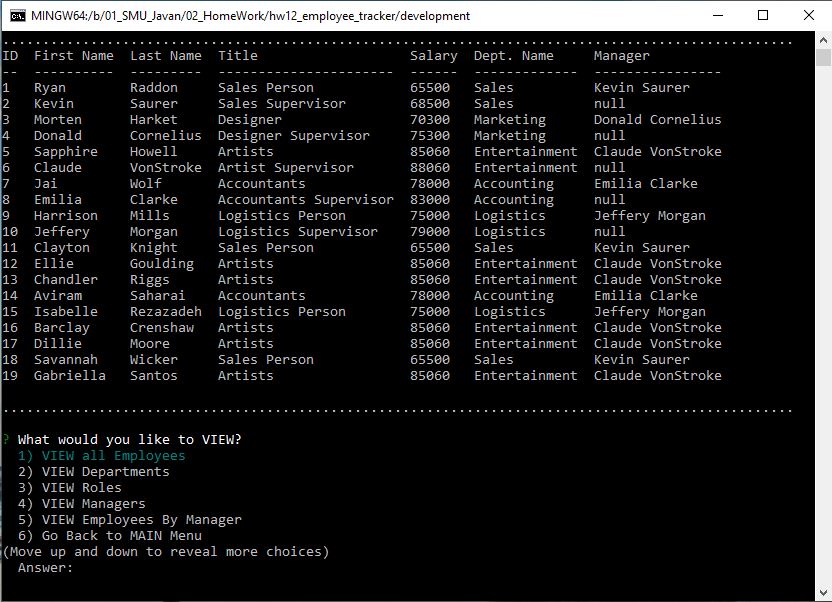 MINGW64:/b/01_SMU_Javan/02_HomeWork/hw12_employee_tracker/development
...................................................................................................
ID  First Name  Last Name  Title                   Salary  Dept. Name     Manager
--  ----------  ---------  ----------------------  ------  -------------  ----------------
1   Ryan        Raddon     Sales Person            65500   Sales          Kevin Saurer
2   Kevin       Saurer     Sales Supervisor        68500   Sales          null
3   Morten      Harket     Designer                70300   Marketing      Donald Cornelius
4   Donald      Cornelius  Designer Supervisor     75300   Marketing      null
5   Sapphire    Howell     Artists                 85060   Entertainment  Claude VonStroke
6   Claude      VonStroke  Artist Supervisor       88060   Entertainment  null
7   Jai         Wolf       Accountants             78000   Accounting     Emilia Clarke
8   Emilia      Clarke     Accountants Supervisor  83000   Accounting     null
9   Harrison    Mills      Logistics Person        75000   Logistics      Jeffery Morgan
10  Jeffery     Morgan     Logistics Supervisor    79000   Logistics      null
11  Clayton     Knight     Sales Person            65500   Sales          Kevin Saurer
12  Ellie       Goulding   Artists                 85060   Entertainment  Claude VonStroke
13  Chandler    Riggs      Artists                 85060   Entertainment  Claude VonStroke
14  Aviram      Saharai    Accountants             78000   Accounting     Emilia Clarke
15  Isabelle    Rezazadeh  Logistics Person        75000   Logistics      Jeffery Morgan
16  Barclay     Crenshaw   Artists                 85060   Entertainment  Claude VonStroke
17  Dillie      Moore      Artists                 85060   Entertainment  Claude VonStroke
18  Savannah    Wicker     Sales Person            65500   Sales          Kevin Saurer
19  Gabriella   Santos     Artists                 85060   Entertainment  Claude VonStroke
...................................................................................................
? What would you like to VIEW?
1) VIEW all Employees
2) VIEW Departments
3) VIEW Roles
4) VIEW Managers
5) VIEW Employees By Manager
6) Go Back to MAIN Menu
(Move up and down to reveal more choices)
Answer: